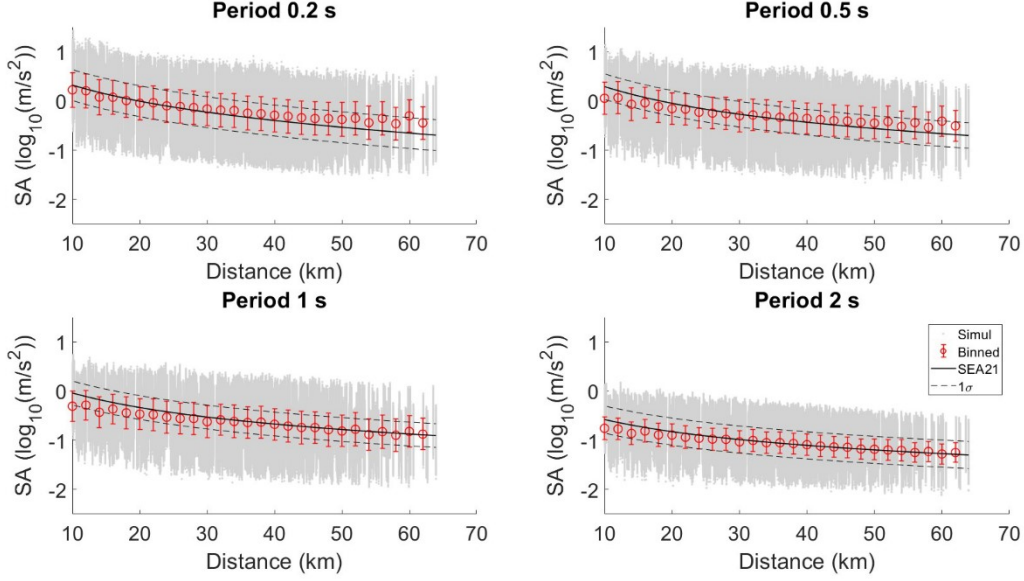 Period 0.2 s
SA (log10(m/s2))
1
0
-1
-2
10 20 30 40 50 60 70
Distance (km)
Period 0.5 s
SA (log10(m/s2))
1
0
-1
-2
10 20 30 40 50 60 70
Distance (km)
Period 1 s
SA (log10(m/s2))
1
0
-1
-2
10 20 30 40 50 60 70
Distance (km)
Period 2 s
SA (log10(m/s2))
1
0
-1
-2
10 20 30 40 50 60 70
Distance (km)
Simul
Binned
SEA21
1σ